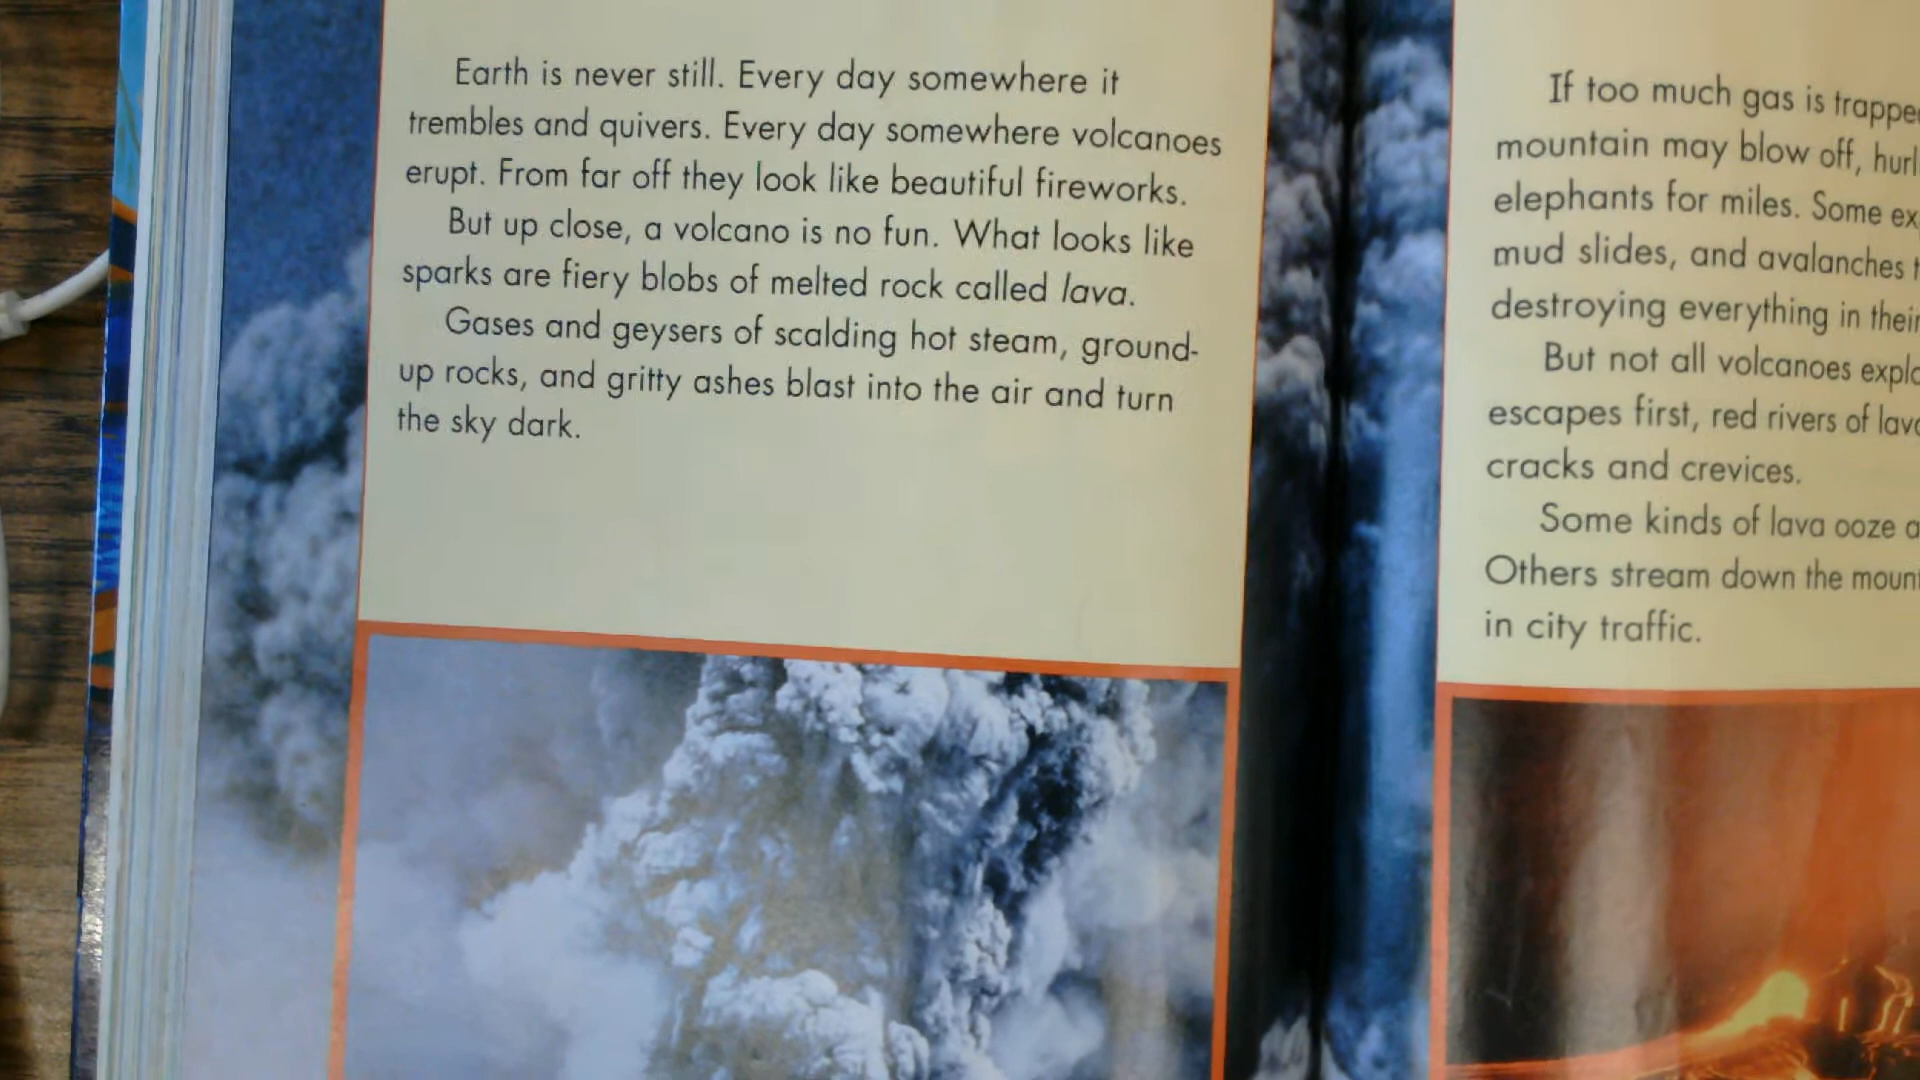 Earth is never still. Every day somewhere it
trembles and quivers. Every day somewhere volcanoes
erupt. From far off they look like beautiful fireworks.
But up close, a volcano is no fun. What looks like
sparks are fiery blobs of melted rock called lava.
Gases and geysers of scalding hot steam, ground-
up rocks, and gritty ashes blast into the air and turn
the sky dark.
If too much gas is
mountain may blow off,
elephants for miles. Some
mud slides, and avalanches
destroying everything in
But not all volcanoes
escapes first, red rivers of
cracks and crevices.
Some kinds of lava ooze
Others stream down the
in city traffic.